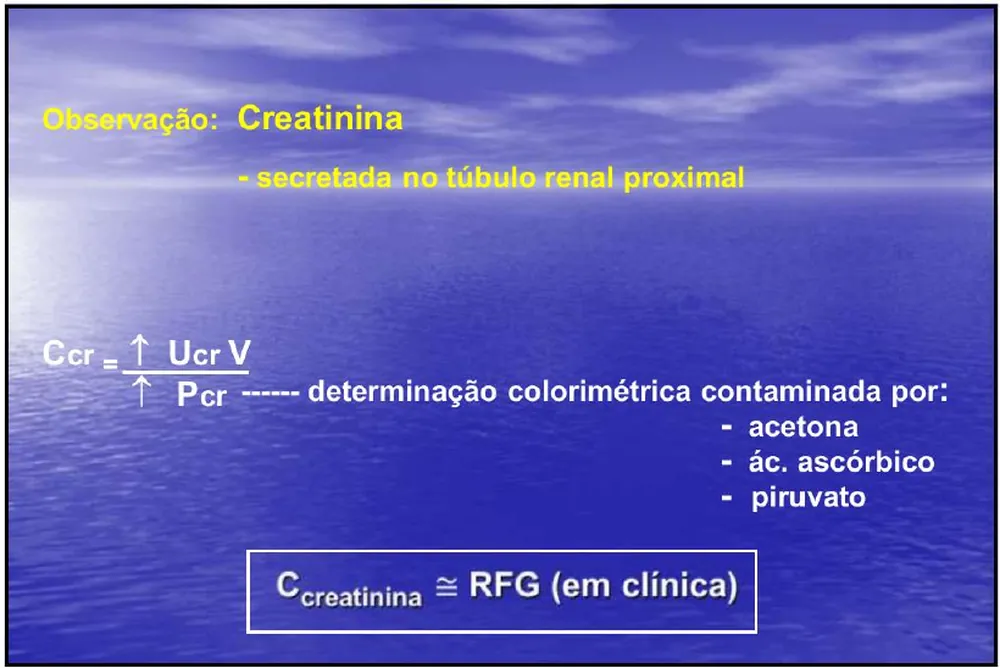 Observação: Creatinina
- secretada no túbulo renal proximal
Ccr = ↑ Ucr V
↑ Pcr ------ determinação colorimétrica contaminada por:
- acetona
- ác. ascórbico
- piruvato
Ccreatinina ≅ RFG (em clínica)